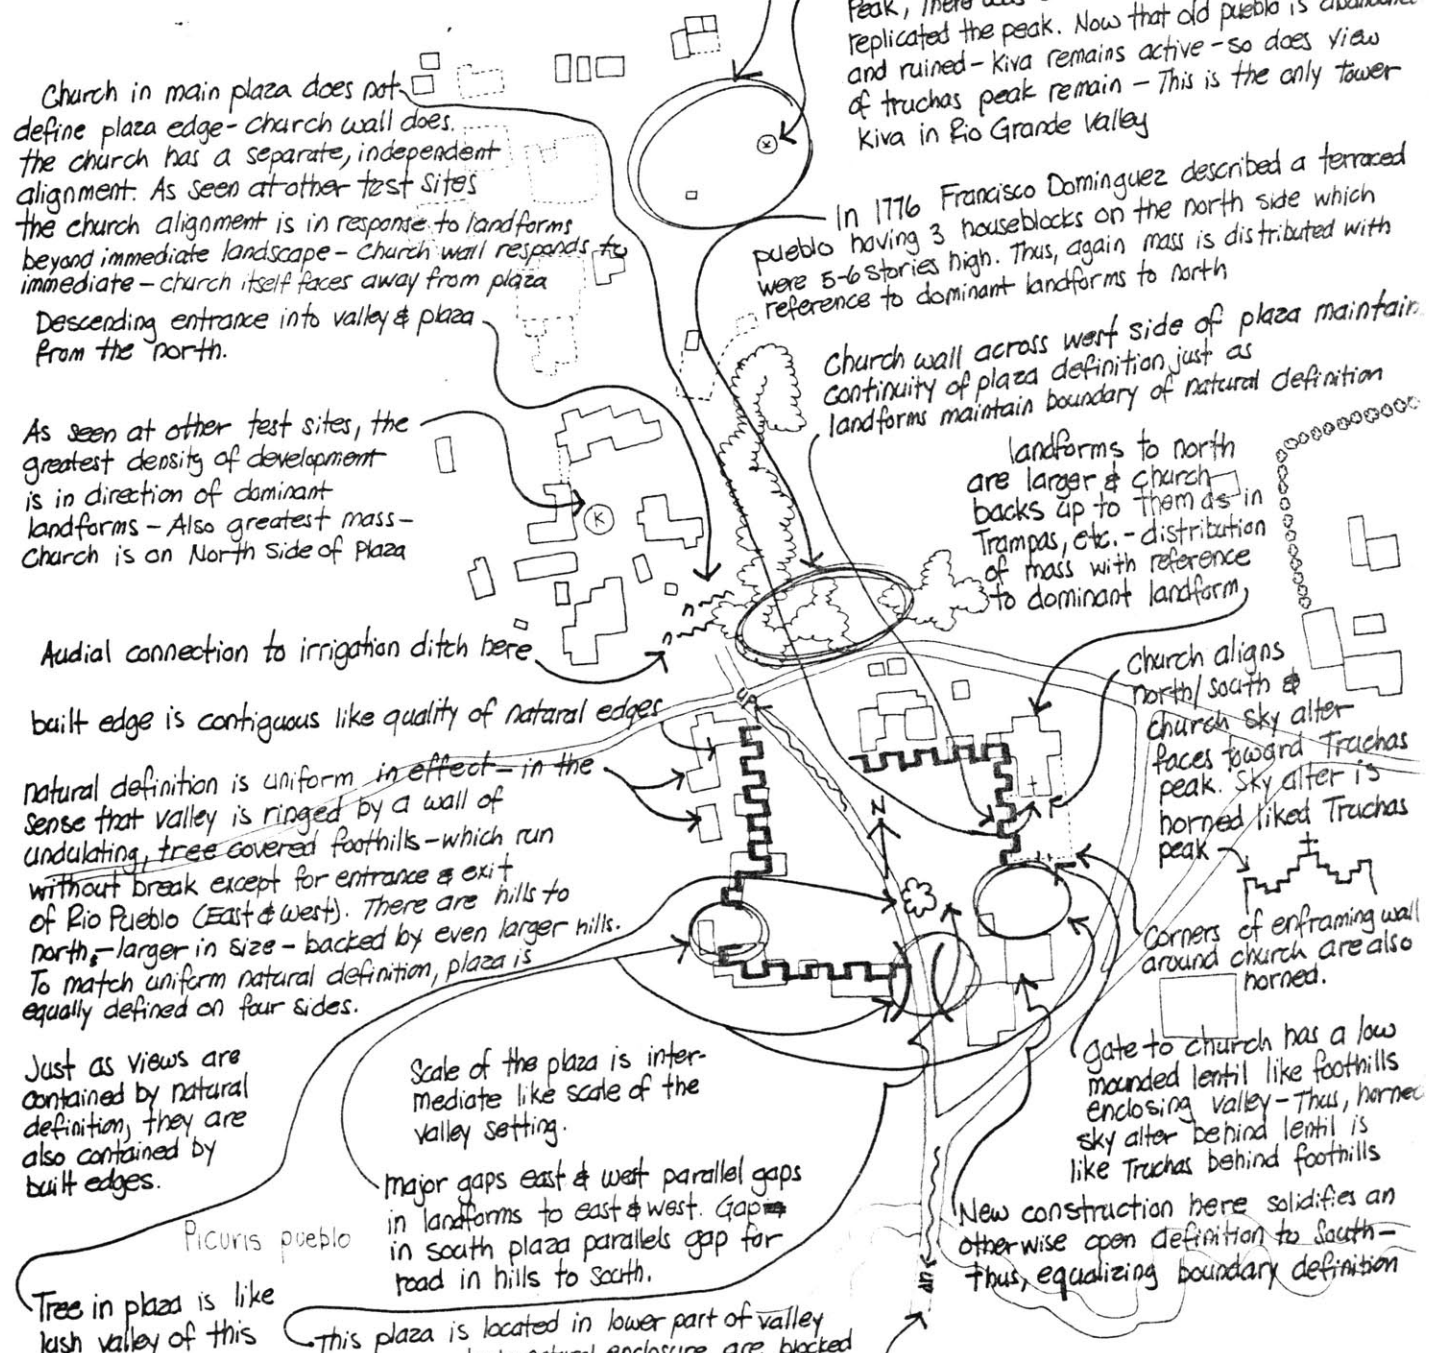 Peak, There was
replicated the peak. Now that old pueblo is abandoned
and ruined - kiva remains active - so does view
of truchas peak remain - This is the only tower
kiva in Rio Grande Valley
Church in main plaza does not
define plaza edge - church wall does.
the church has a separate, independent
alignment. As seen at other test sites
the church alignment is in response to landforms
beyond immediate landscape - church wall responds to
immediate - church itself faces away from plaza
In 1776 Francisco Dominguez described a terraced
pueblo having 3 houseblocks on the north side which
were 5-6 stories high. Thus, again mass is distributed with
reference to dominant landforms to north
Descending entrance into valley & plaza
from the north.
Church wall across west side of plaza maintain
continuity of plaza definition just as
landforms maintain boundary of natural definition
As seen at other test sites, the
greatest density of development
is in direction of dominant
landforms - Also greatest mass -
Church is on North side of Plaza
K
landforms to north
are larger & church
backs up to them as in
Trampas, etc. - distribution
of mass with reference
to dominant landform
Audial connection to irrigation ditch here
built edge is contiguous like quality of natural edges
up
N
Church aligns
north/south &
church sky alter
faces toward Truchas
peak. Sky alter is
horned liked Truchas
peak
natural definition is uniform in effect - in the
sense that valley is ringed by a wall of
undulating, tree covered foothills - which run
without break except for entrance & exit
of Rio Pueblo (East & west). There are hills to
north, - larger in size - backed by even larger hills.
To match uniform natural definition, plaza is
equally defined on four sides.
Corners of enframing wall
around church are also
horned.
Just as views are
contained by natural
definition, they are
also contained by
built edges.
Scale of the plaza is inter-
mediate like scale of the
valley setting.
gate to church has a low
mounded lentil like foothills
enclosing valley - Thus, horned
sky alter behind lentil is
like Truchas behind foothills
Major gaps east & west parallel gaps
in landforms to east & west. Gap
in south plaza parallels gap for
road in hills to south.
New construction here solidifies an
otherwise open definition to South -
thus, equalizing boundary definition
up
Picuris pueblo
Tree in plaza is like
lush valley of this
This plaza is located in lower part of valley
natural enclosure are blocked